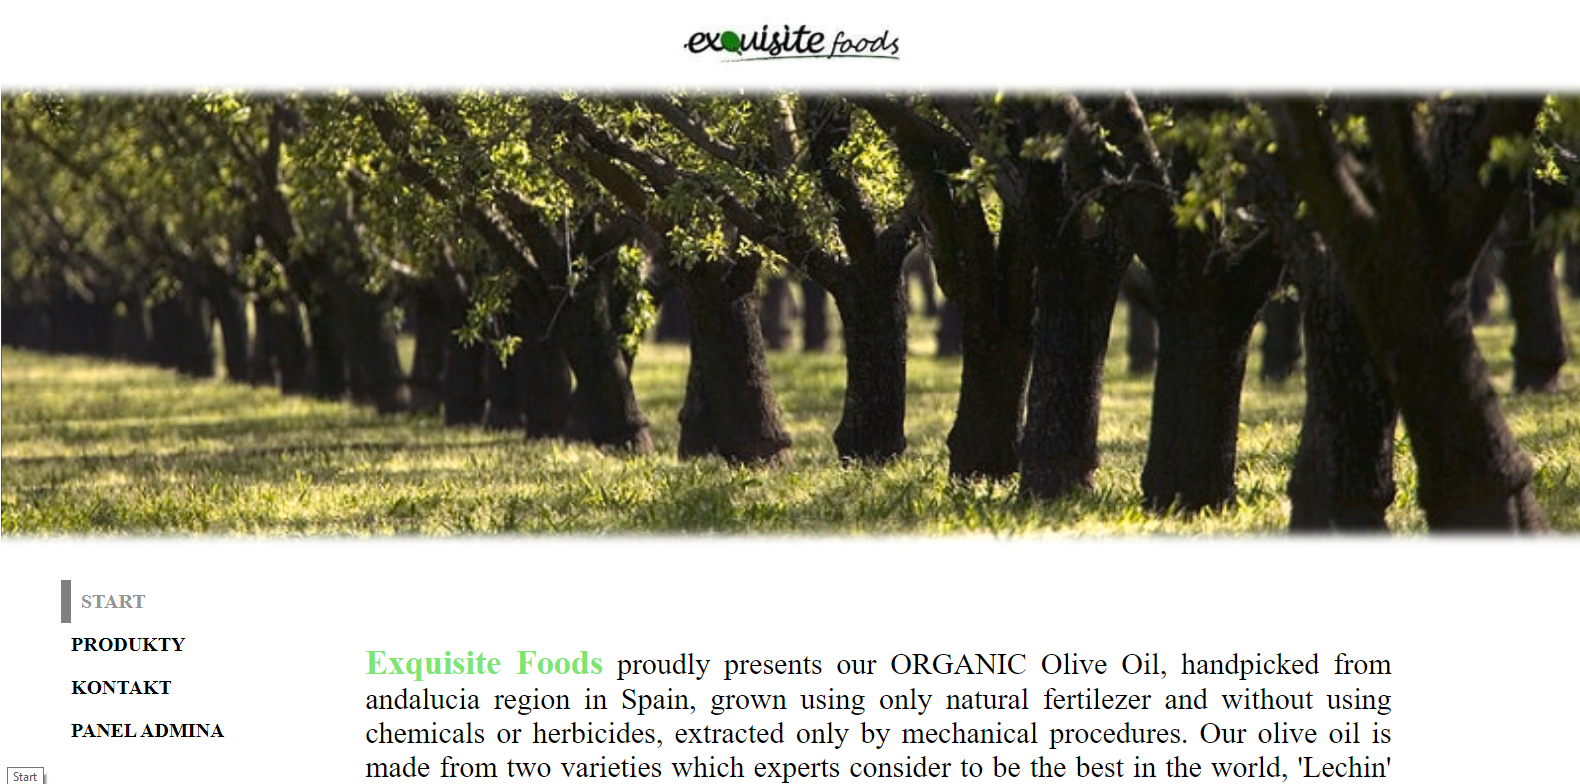 exquisite foods
START
PRODUKTY
KONTAKT
PANEL ADMINA
Exquisite Foods proudly presents our ORGANIC Olive Oil, handpicked from
andalucia region in Spain, grown using only natural fertilezer and without using
chemicals or herbicides, extracted only by mechanical procedures. Our olive oil is
made from two varieties which experts consider to be the best in the world, 'Lechin'
Start